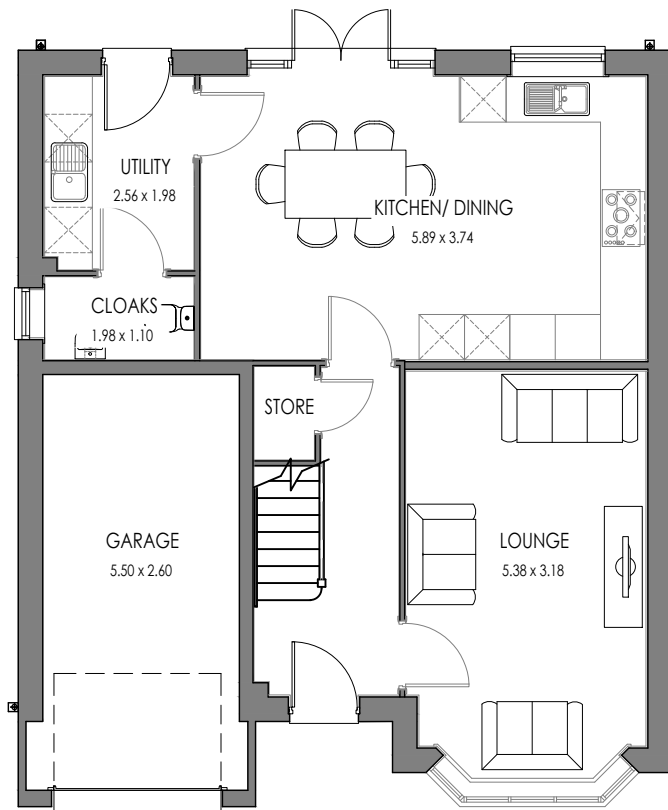 UTILITY
2.56 x 1.98
KITCHEN/ DINING
5.89 x 3.74
CLOAKS
1.98 x 1.10
STORE
GARAGE
5.50 x 2.60
LOUNGE
5.38 x 3.18